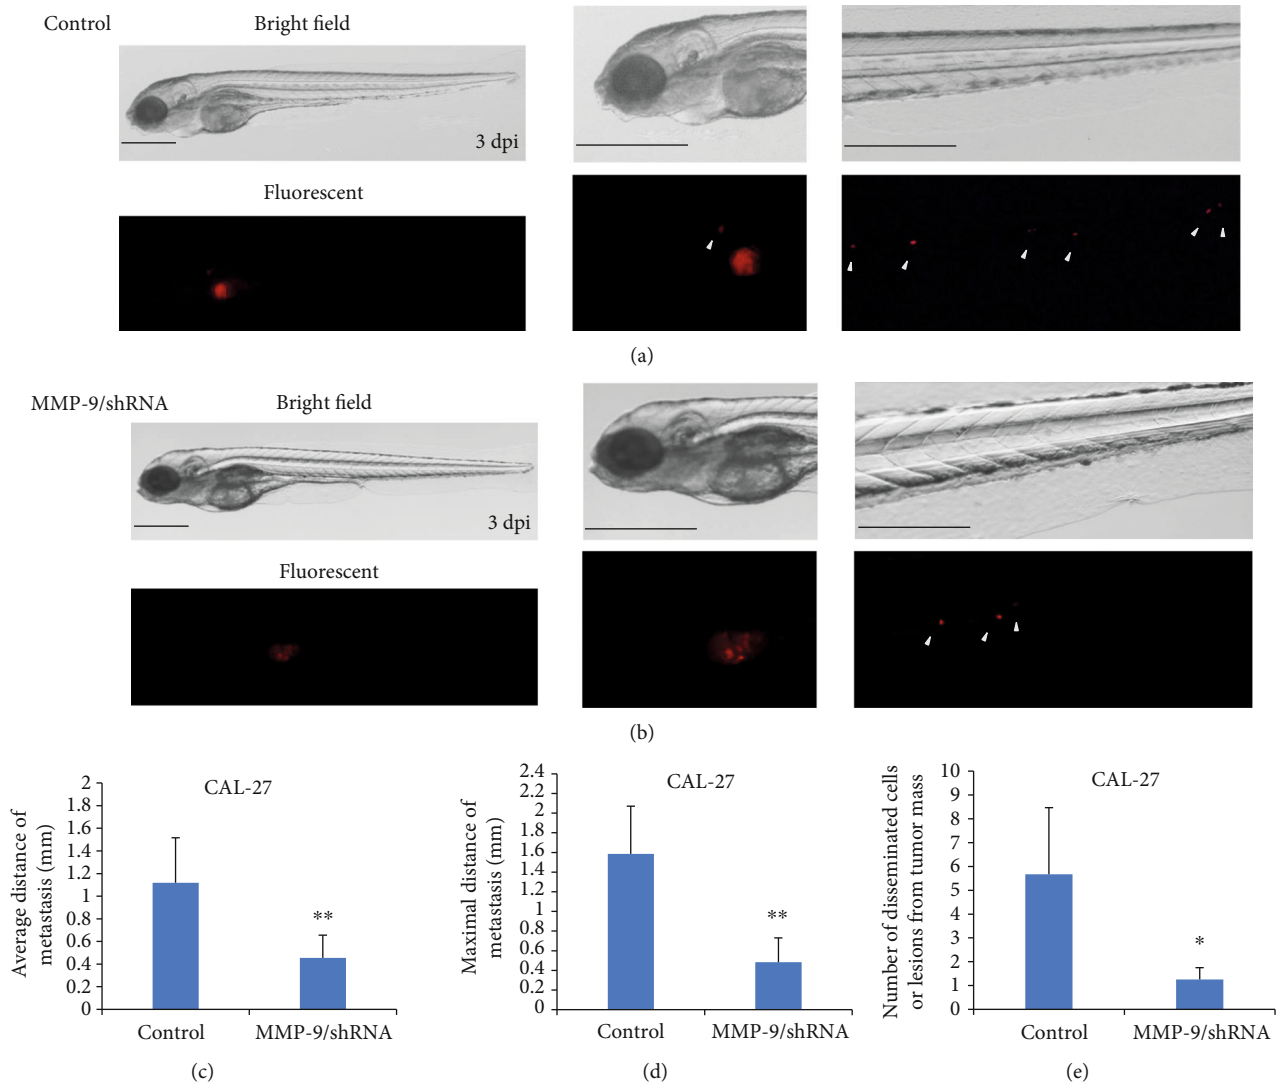 Control
Bright field
3 dpi
Fluorescent
(a)
MMP-9/shRNA
Bright field
3 dpi
Fluorescent
(b)
CAL-27
Average distance of
metastasis (mm)
2
1.8
1.6
1.4
1.2
1
0.8
0.6
0.4
0.2
0
**
Control
MMP-9/shRNA
(c)
CAL-27
Maximal distance of
metastasis (mm)
2.4
2.2
2
1.8
1.6
1.4
1.2
1
0.8
0.6
0.4
0.2
0
**
Control
MMP-9/shRNA
(d)
CAL-27
Number of disseminated cells
or lesions from tumor mass
10
9
8
7
6
5
4
3
2
1
0
*
Control
MMP-9/shRNA
(e)